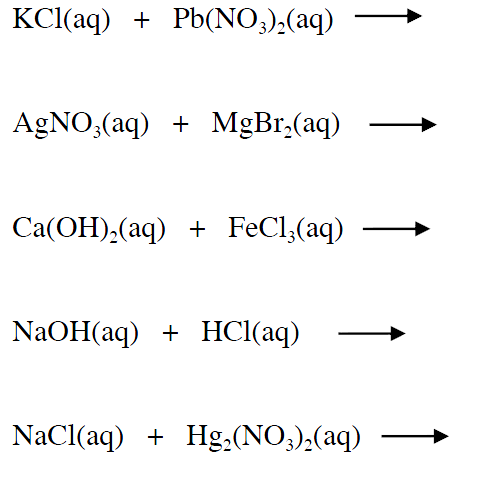 KCl(aq) + Pb(NO₃)₂(aq) ⟶
AgNO₃(aq) + MgBr₂(aq) ⟶
Ca(OH)₂(aq) + FeCl₃(aq) ⟶
NaOH(aq) + HCl(aq) ⟶
NaCl(aq) + Hg₂(NO₃)₂(aq) ⟶